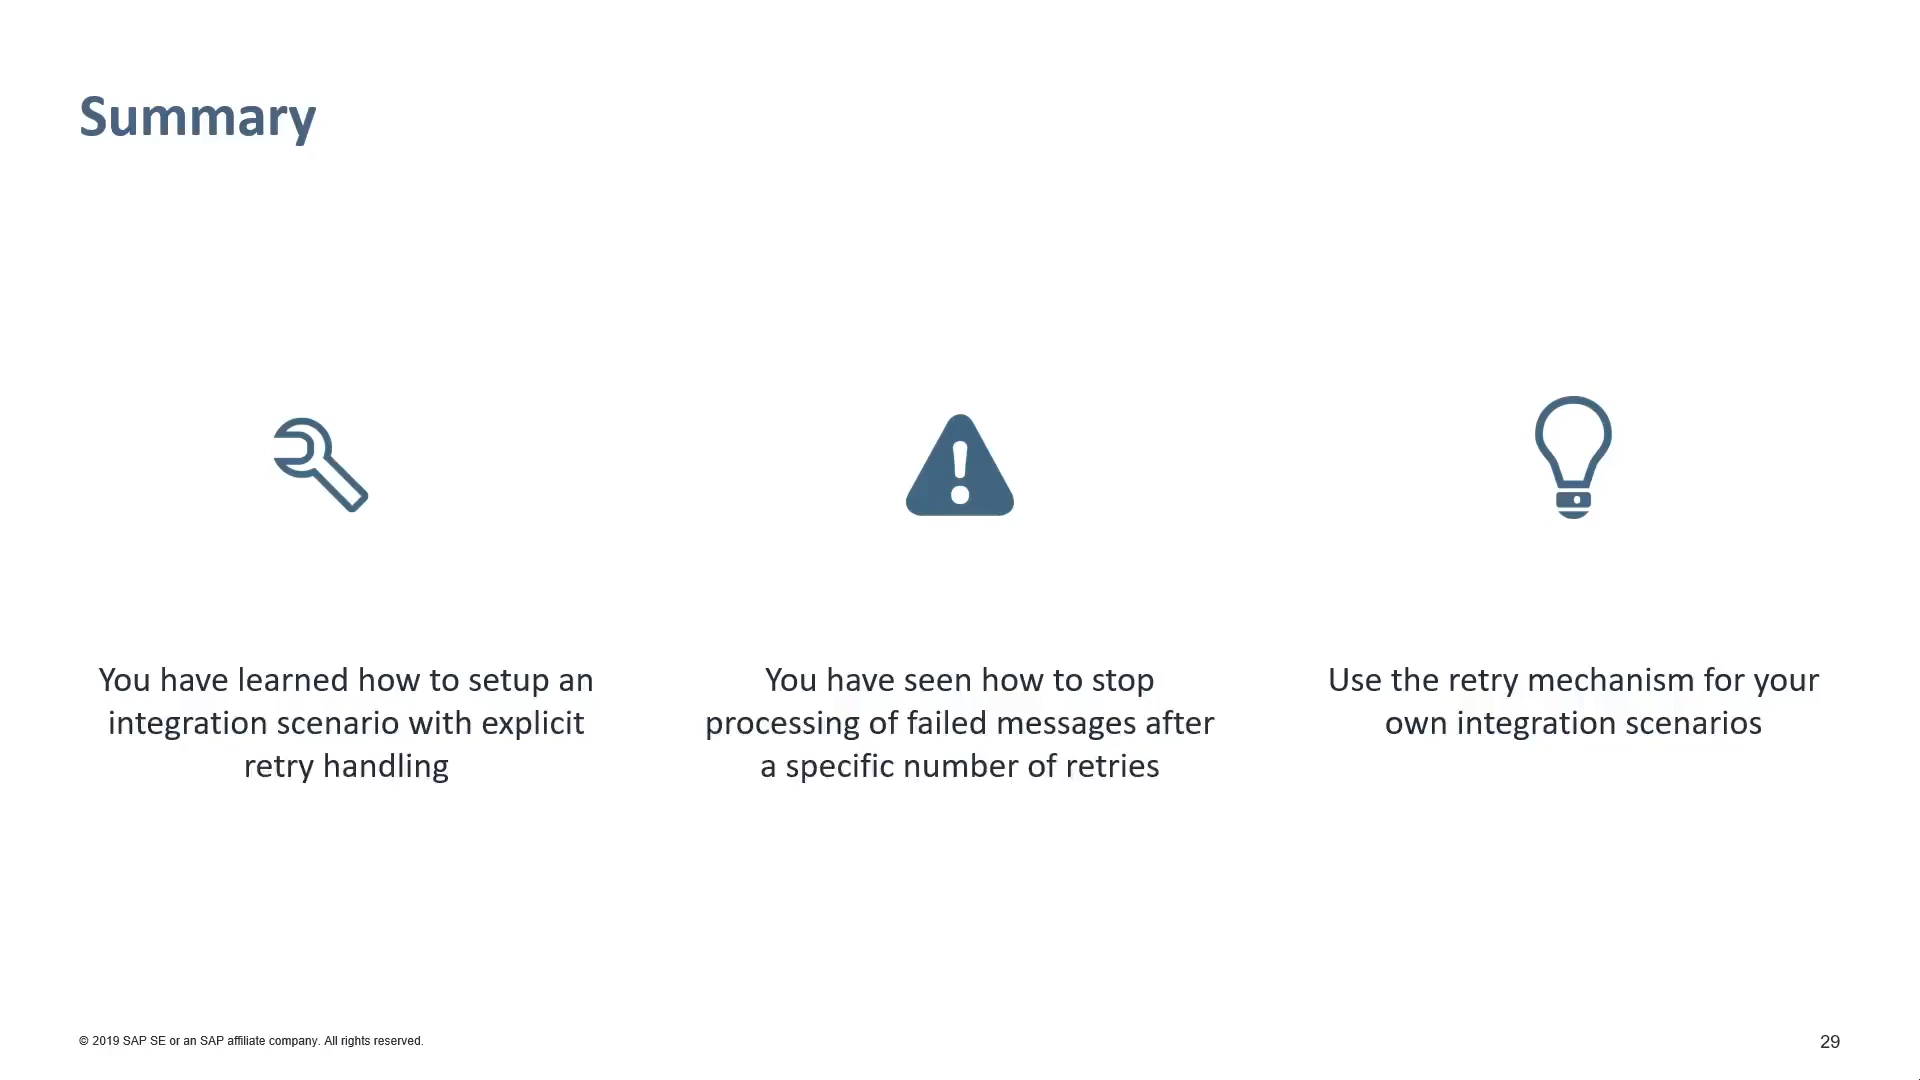 Summary
You have learned how to setup an
integration scenario with explicit
retry handling
You have seen how to stop
processing of failed messages after
a specific number of retries
Use the retry mechanism for your
own integration scenarios
© 2019 SAP SE or an SAP affiliate company. All rights reserved.
29